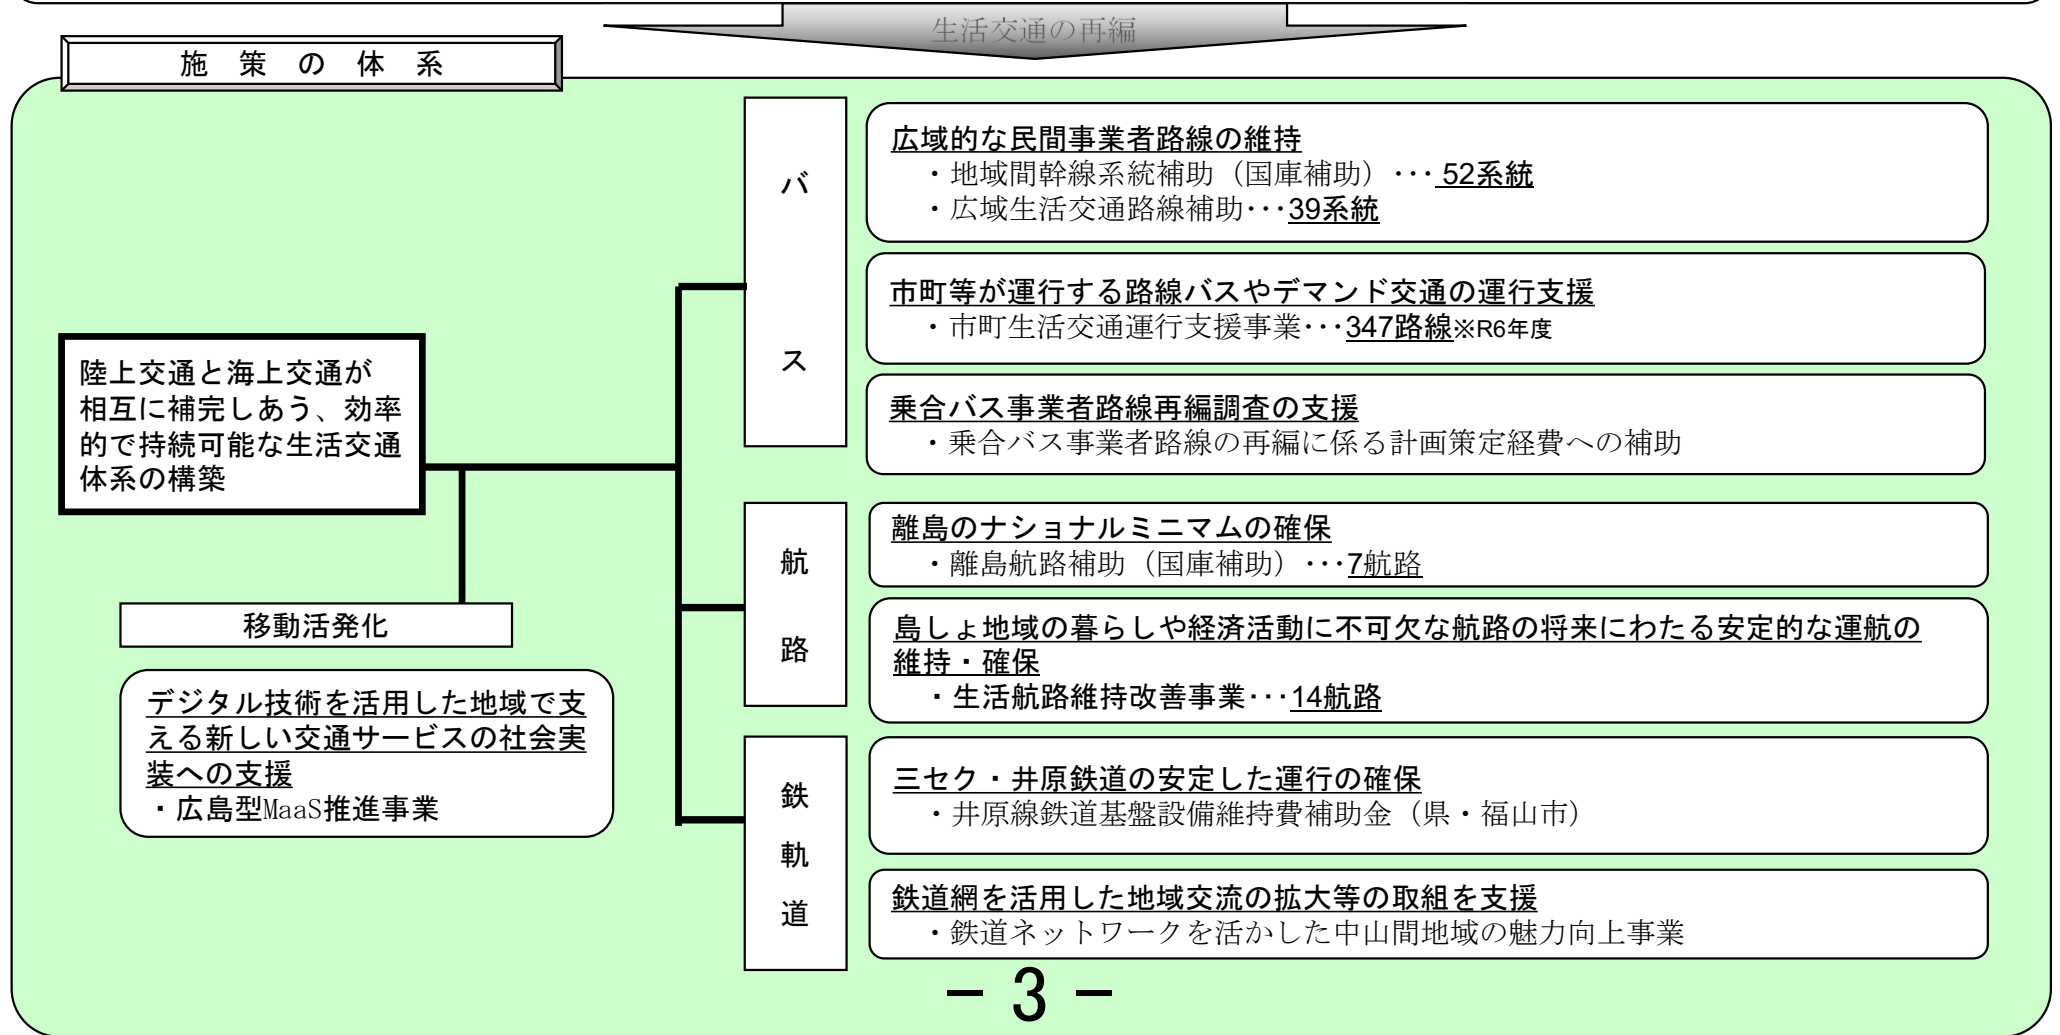 生活交通の再編
施策の体系
陸上交通と海上交通が
相互に補完しあう、効率
的で持続可能な生活交通
体系の構築
移動活発化
デジタル技術を活用した地域で支
える新しい交通サービスの社会実
装への支援
・広島型MaaS推進事業
バス
広域的な民間事業者路線の維持
・地域間幹線系統補助（国庫補助）･･･ 52系統
・広域生活交通路線補助･･･39系統
市町等が運行する路線バスやデマンド交通の運行支援
・市町生活交通運行支援事業･･･347路線※R6年度
乗合バス事業者路線再編調査の支援
・乗合バス事業者路線の再編に係る計画策定経費への補助
航路
離島のナショナルミニマムの確保
・離島航路補助（国庫補助）･･･7航路
島しょ地域の暮らしや経済活動に不可欠な航路の将来にわたる安定的な運航の
維持・確保
・生活航路維持改善事業･･･14航路
鉄軌道
三セク・井原鉄道の安定した運行の確保
・井原線鉄道基盤設備維持費補助金（県・福山市）
鉄道網を活用した地域交流の拡大等の取組を支援
・鉄道ネットワークを活かした中山間地域の魅力向上事業
－3－